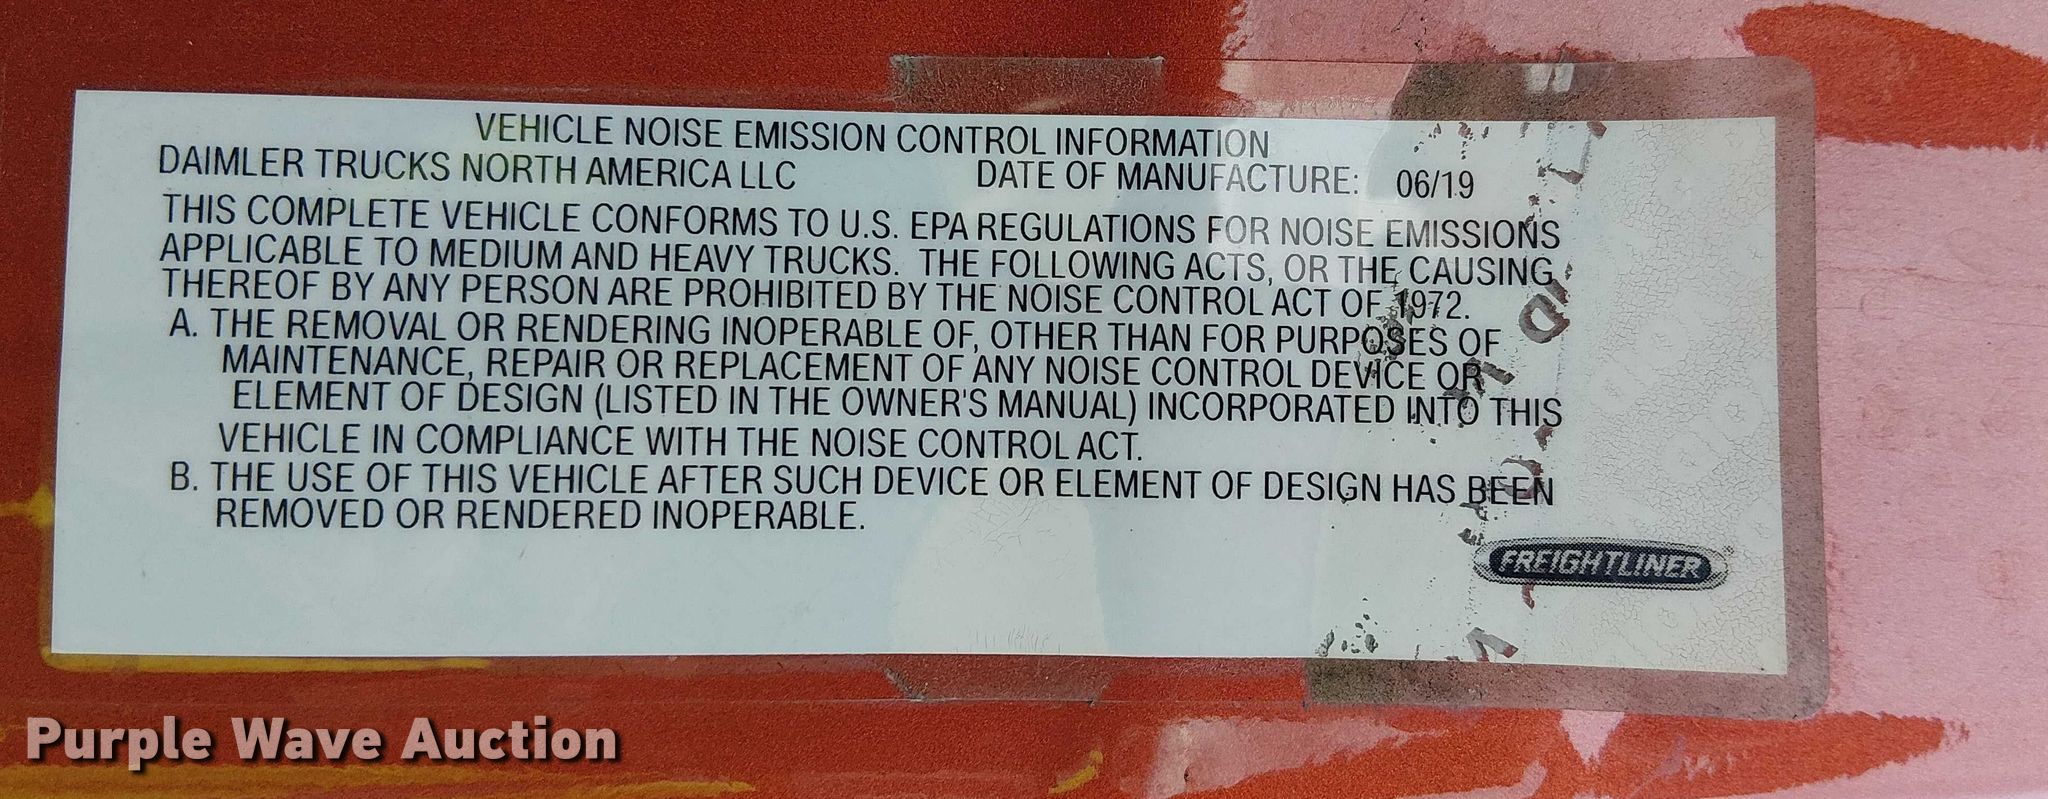 VEHICLE NOISE EMISSION CONTROL INFORMATION
DAIMLER TRUCKS NORTH AMERICA LLC DATE OF MANUFACTURE: 06/19
THIS COMPLETE VEHICLE CONFORMS TO U.S. EPA REGULATIONS FOR NOISE EMISSIONS
APPLICABLE TO MEDIUM AND HEAVY TRUCKS. THE FOLLOWING ACTS, OR THE CAUSING
THEREOF BY ANY PERSON ARE PROHIBITED BY THE NOISE CONTROL ACT OF 1972.
A. THE REMOVAL OR RENDERING INOPERABLE OF, OTHER THAN FOR PURPOSES OF
MAINTENANCE, REPAIR OR REPLACEMENT OF ANY NOISE CONTROL DEVICE OR
ELEMENT OF DESIGN (LISTED IN THE OWNER'S MANUAL) INCORPORATED INTO THIS
VEHICLE IN COMPLIANCE WITH THE NOISE CONTROL ACT.
B. THE USE OF THIS VEHICLE AFTER SUCH DEVICE OR ELEMENT OF DESIGN HAS BEEN
REMOVED OR RENDERED INOPERABLE.
FREIGHTLINER
Purple Wave Auction